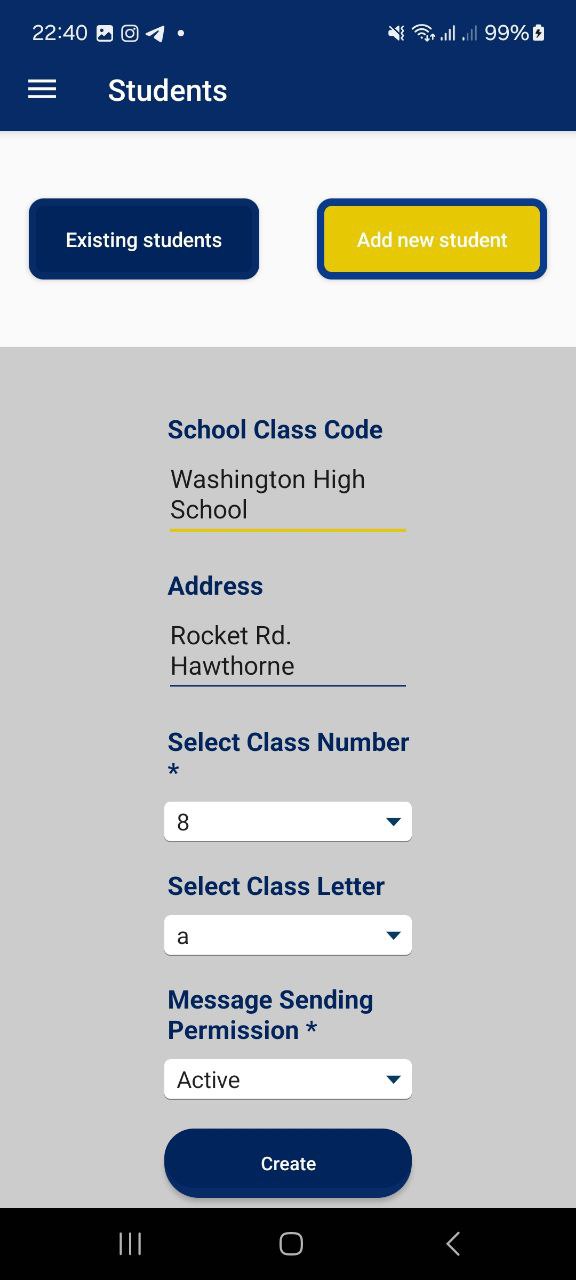 22:40 99%
Students
Existing students
Add new student
School Class Code
Washington High
School
Address
Rocket Rd.
Hawthorne
Select Class Number
*
8
Select Class Letter
a
Message Sending
Permission *
Active
Create